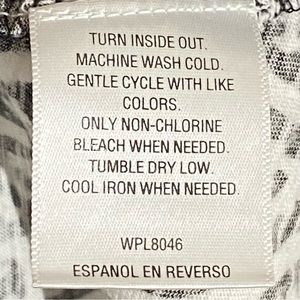 TURN INSIDE OUT.
MACHINE WASH COLD.
GENTLE CYCLE WITH LIKE
COLORS.
ONLY NON-CHLORINE
BLEACH WHEN NEEDED.
TUMBLE DRY LOW.
COOL IRON WHEN NEEDED.
WPL8046
ESPANOL EN REVERSO